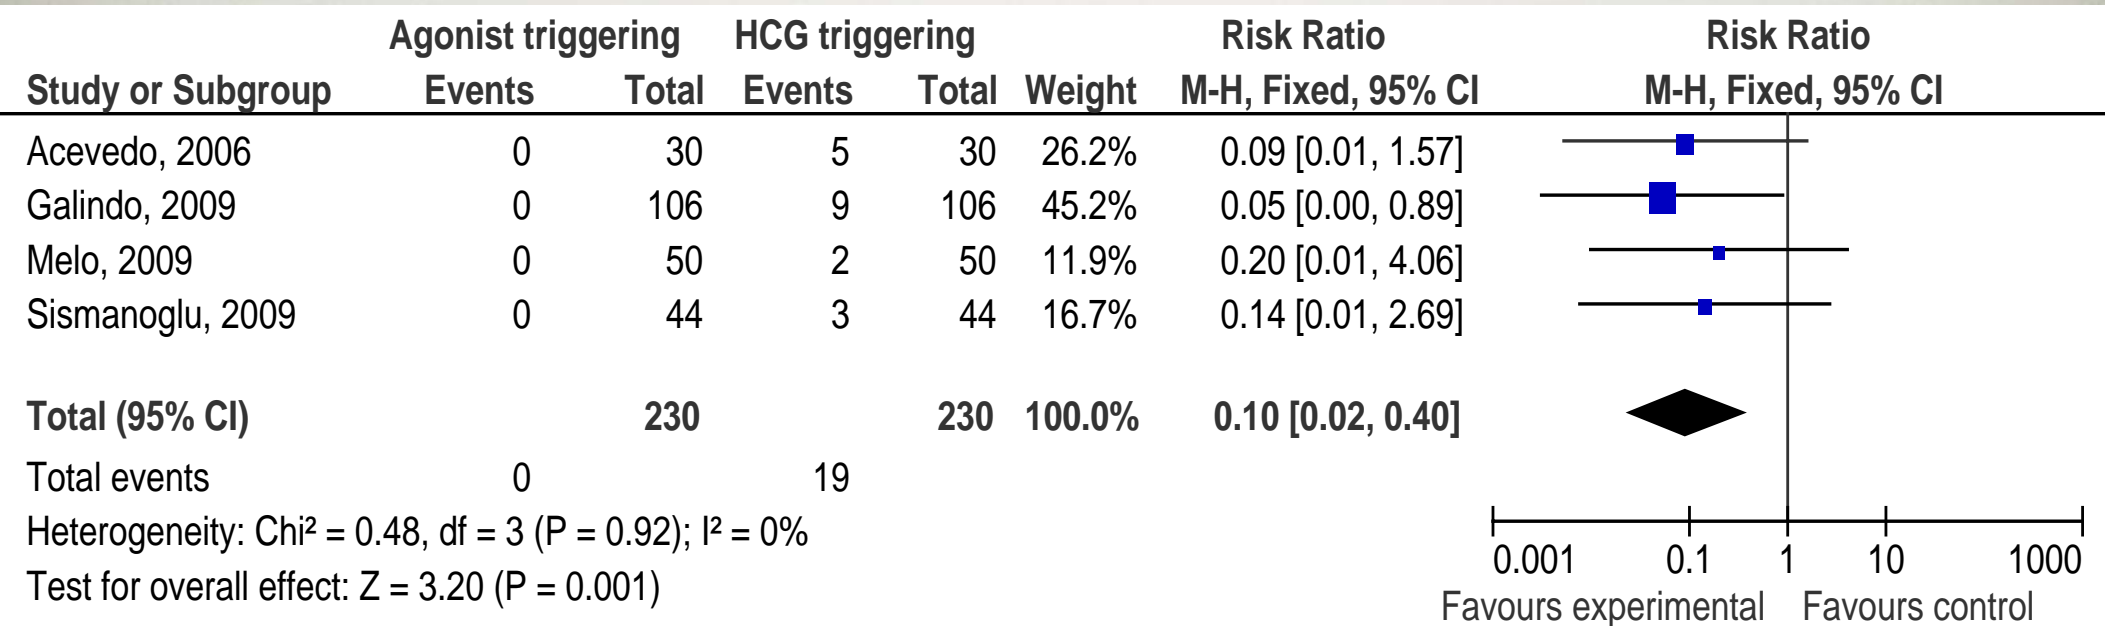 Agonist triggering HCG triggering Risk Ratio Risk Ratio
Study or Subgroup Events Total Events Total Weight M-H, Fixed, 95% CI M-H, Fixed, 95% CI
Acevedo, 2006 0 30 5 30 26.2% 0.09 [0.01, 1.57]
Galindo, 2009 0 106 9 106 45.2% 0.05 [0.00, 0.89]
Melo, 2009 0 50 2 50 11.9% 0.20 [0.01, 4.06]
Sismanoglu, 2009 0 44 3 44 16.7% 0.14 [0.01, 2.69]
Total (95% CI) 230 230 100.0% 0.10 [0.02, 0.40]
Total events 0 19
Heterogeneity: Chi² = 0.48, df = 3 (P = 0.92); I² = 0%
Test for overall effect: Z = 3.20 (P = 0.001)
0.001 0.1 1 10 1000
Favours experimental Favours control